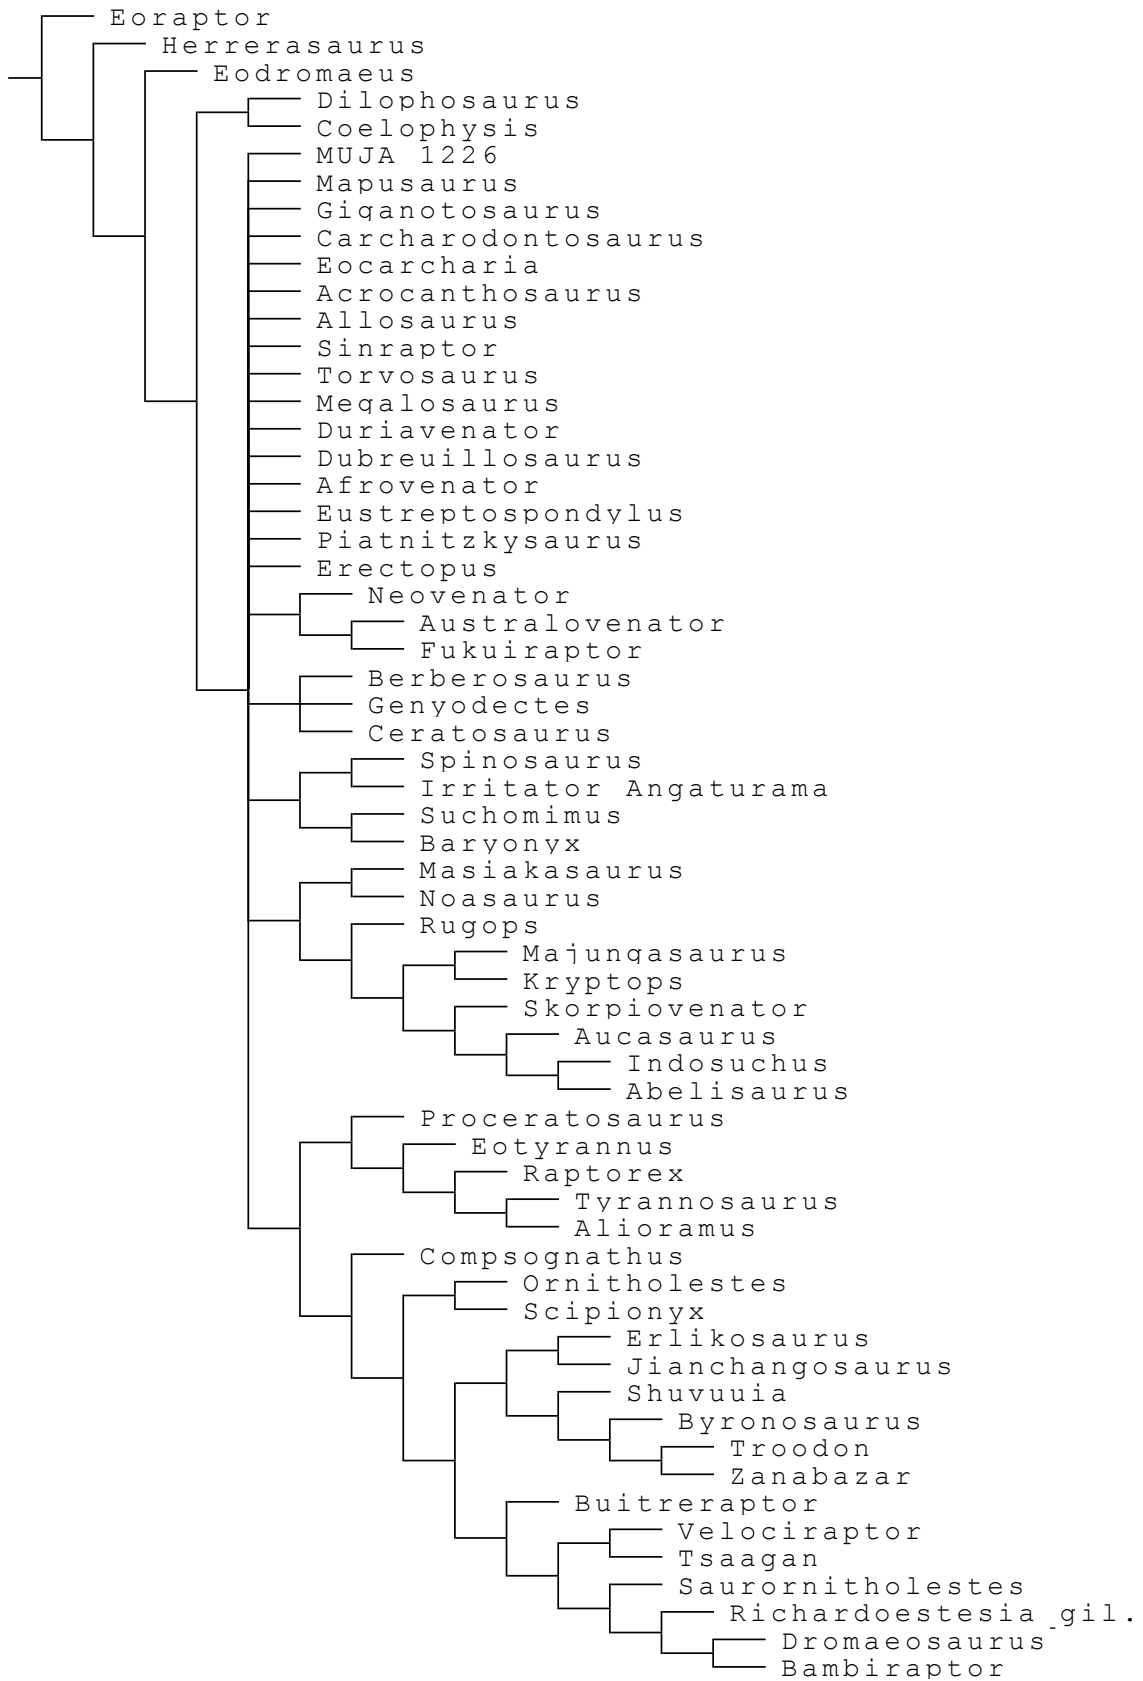 Eoraptor
Herrerasaurus
Eodromaeus
Dilophosaurus
Coelophysis
MUJA 1226
Mapusaurus
Giganotosaurus
Carcharodontosaurus
Eocarcharia
Acrocanthosaurus
Allosaurus
Sinraptor
Torvosaurus
Megalosaurus
Duriavenator
Dubreuillosaurus
Afrovenator
Eustreptospondylus
Piatnitzkysaurus
Erectopus
Neovenator
Australovenator
Fukuiraptor
Berberosaurus
Genyodectes
Ceratosaurus
Spinosaurus
Irritator Angaturama
Suchomimus
Baryonyx
Masiakasaurus
Noasaurus
Rugops
Majungasaurus
Kryptops
Skorpiovenator
Aucasaurus
Indosuchus
Abelisaurus
Proceratosaurus
Eotyrannus
Raptorex
Tyrannosaurus
Alioramus
Compsognathus
Ornitholestes
Scipionyx
Erlikosaurus
Jianchangosaurus
Shuvuuia
Byronosaurus
Troodon
Zanabazar
Buitreraptor
Velociraptor
Tsaagan
Saurornitholestes
Richardoestesia gil.
Dromaeosaurus
Bambiraptor